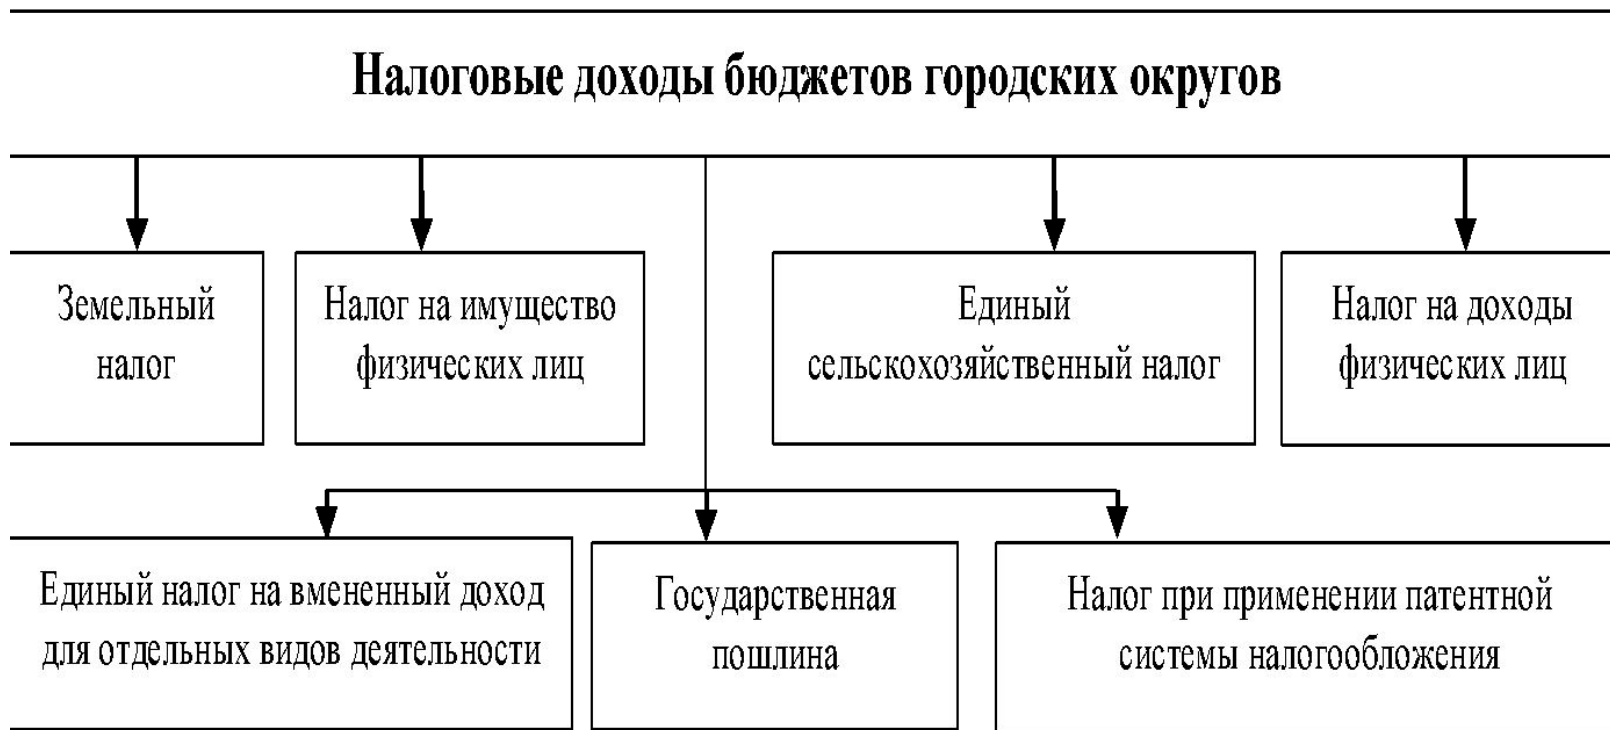 Налоговые доходы бюджетов городских округов
Земельный
налог
Налог на имущество
физических лиц
Единый
сельскохозяйственный налог
Налог на доходы
физических лиц
Единый налог на вмененный доход
для отдельных видов деятельности
Государственная
пошлина
Налог при применении патентной
системы налогообложения